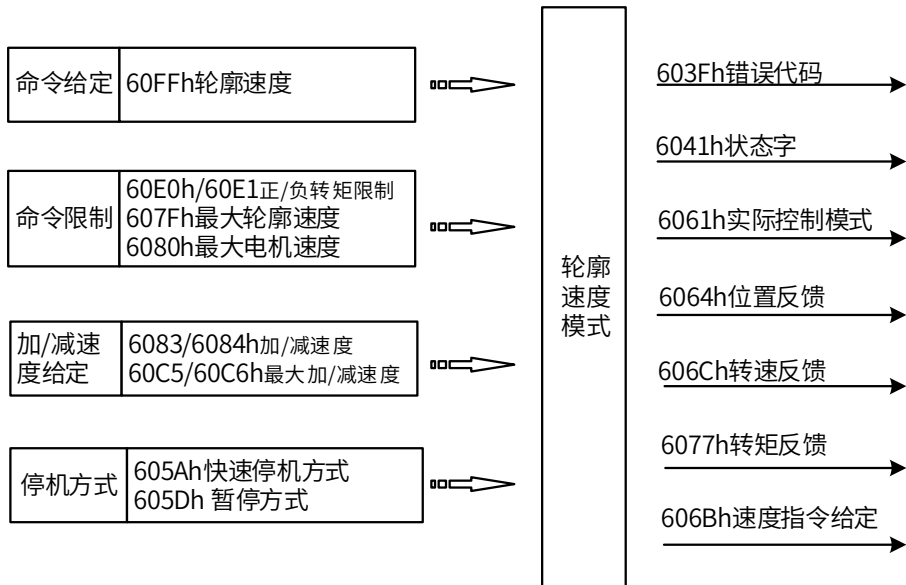 命令给定
60FFh轮廓速度
命令限制
60E0h/60E1正/负转矩限制
607Fh最大轮廓速度
6080h最大电机速度
加/减速
度给定
6083/6084h加/减速度
60C5/60C6h最大加/减速度
停机方式
605Ah快速停机方式
605Dh 暂停方式
轮廓
速度
模式
603Fh错误代码
6041h状态字
6061h实际控制模式
6064h位置反馈
606Ch转速反馈
6077h转矩反馈
606Bh速度指令给定